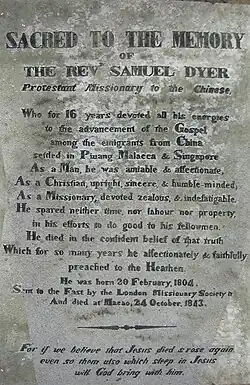 SACRED TO THE MEMORY
OF
THE REVD SAMUEL DYER
Protestant Missionary to the Chinese,
Who for 16 years devoted all his energies
to the advancement of the Gospel
among the emigrants from China
settled in Pinang Malacca & Singapore
As a Man, he was amiable & affectionate,
As a Christian, upright, sincere, & humble-minded,
As a Missionary, devoted zealous, & indefatigable.
He spared neither time, nor labour nor property,
in his efforts to do good to his fellowmen.
He died in the confident belief of that truth
Which for so many years he affectionately & faithfully
preached to the Heathen.
He was born 20 February, 1804
Sent to the East by the London Missionary Society
And died at Macao, 24 October, 1843.
For if we believe that Jesus died & rose again
even so them also which sleep in Jesus
will God bring with him.